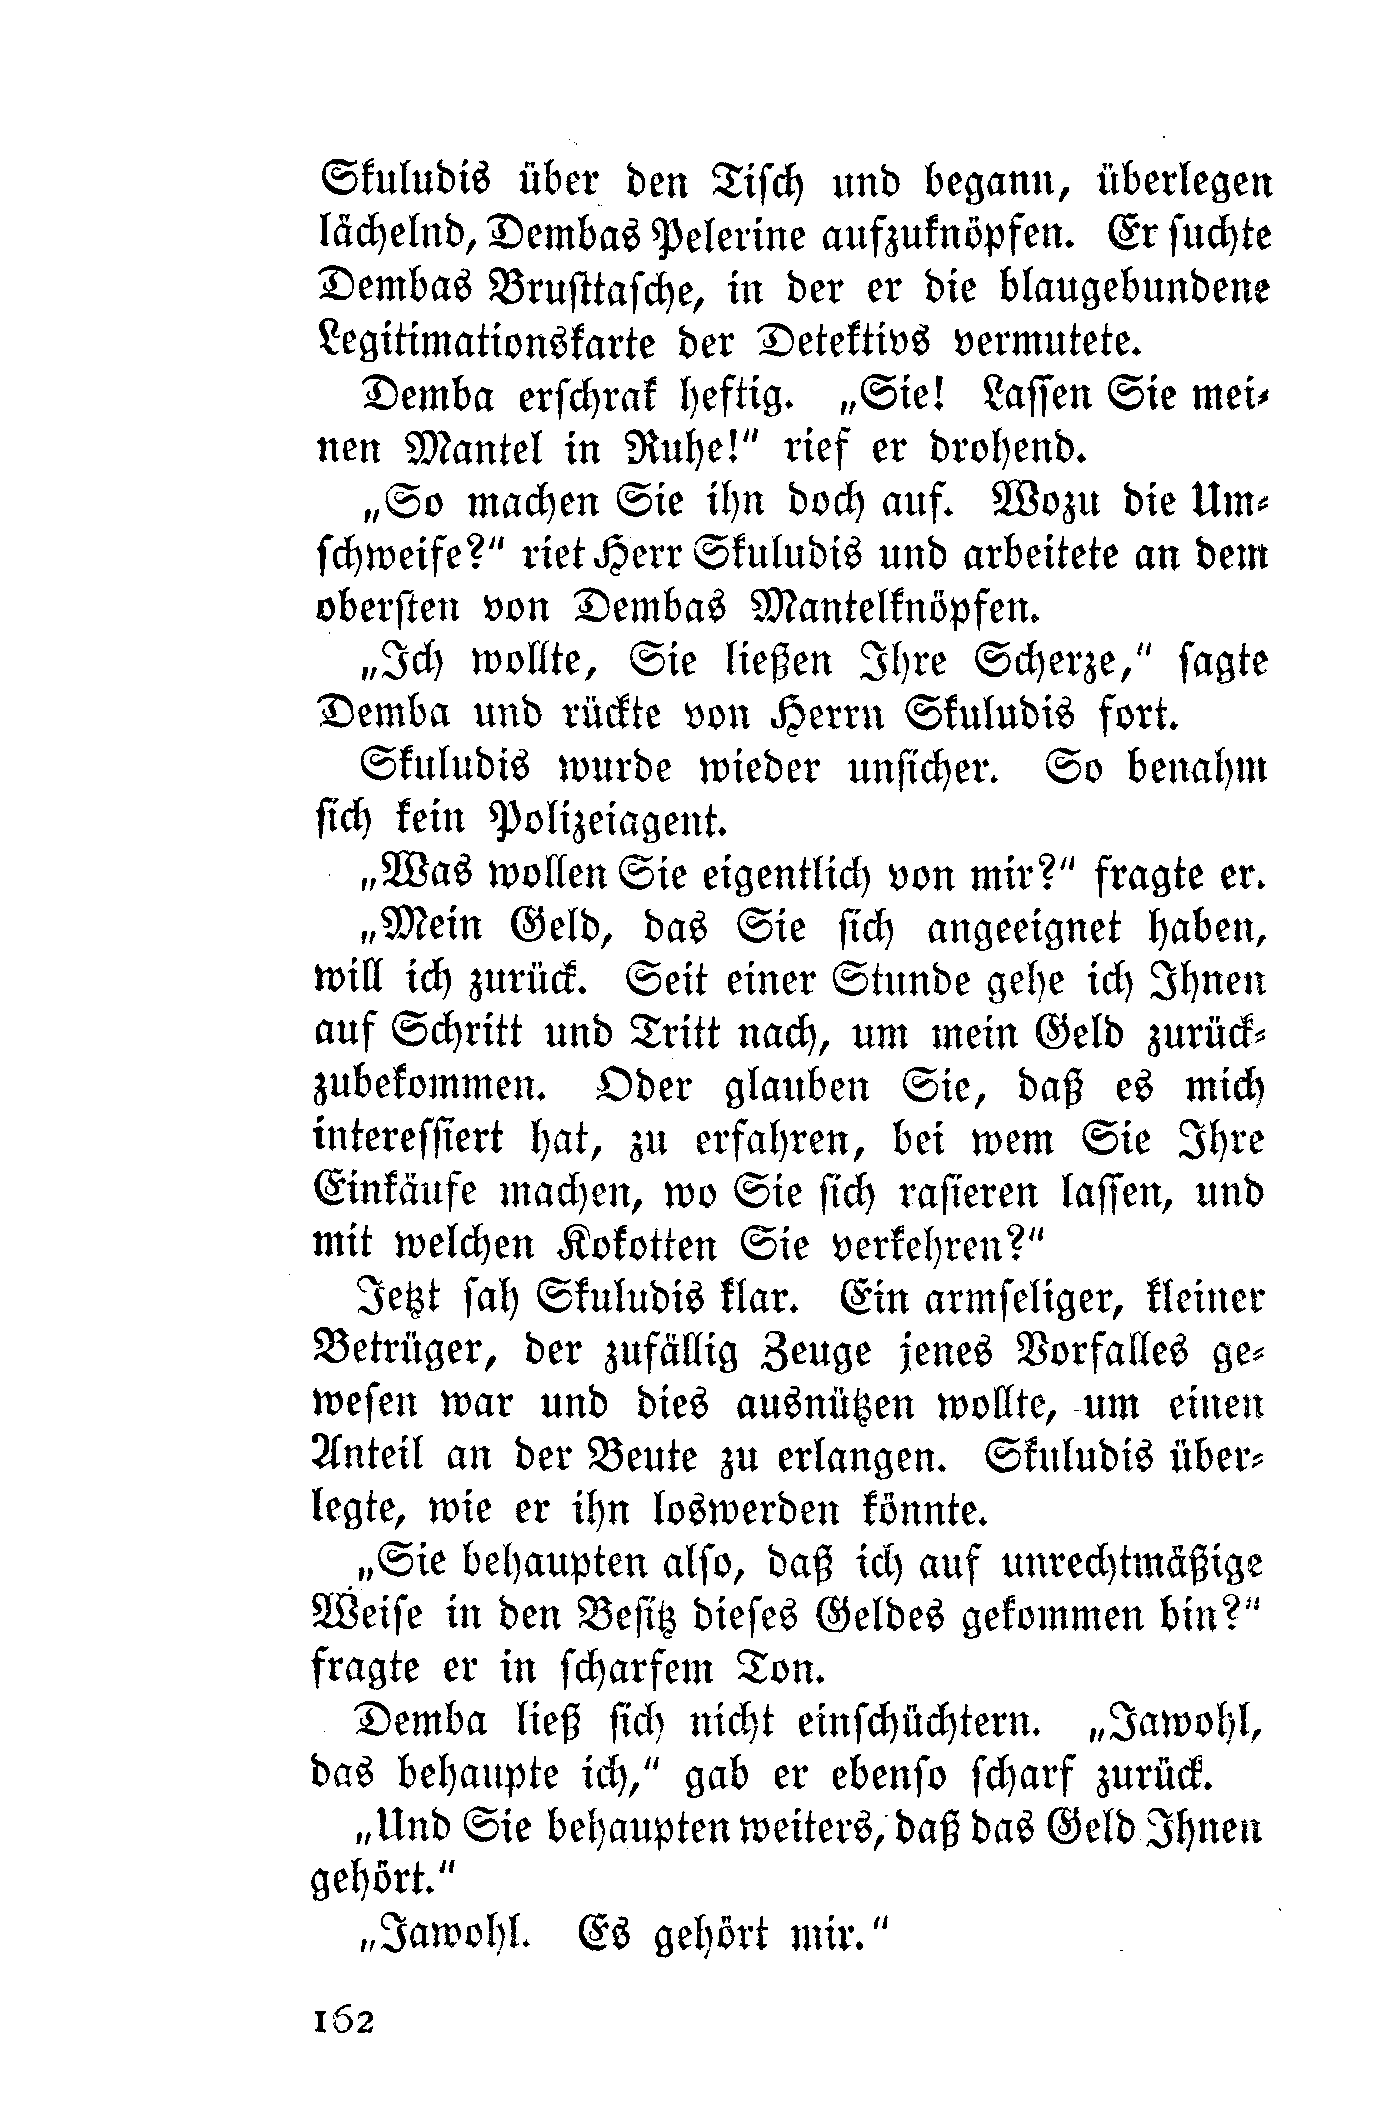 Skuludis über den Tisch und begann, überlegen
lächelnd, Dembas Pelerine aufzuknöpfen. Er suchte
Dembas Brusttasche, in der er die blaugebundene
Legitimationskarte der Detektivs vermutete.
Demba erschrak heftig. „Sie! Lassen Sie mei-
nen Mantel in Ruhe!“ rief er drohend.
„So machen Sie ihn doch auf. Wozu die Um-
schweife?“ riet Herr Skuludis und arbeitete an dem
obersten von Dembas Mantelknöpfen.
„Ich wollte, Sie ließen Ihre Scherze,“ sagte
Demba und rückte von Herrn Skuludis fort.
Skuludis wurde wieder unsicher. So benahm
sich kein Polizeiagent.
„Was wollen Sie eigentlich von mir?“ fragte er.
„Mein Geld, das Sie sich angeeignet haben,
will ich zurück. Seit einer Stunde gehe ich Ihnen
auf Schritt und Tritt nach, um mein Geld zurück-
zubekommen. Oder glauben Sie, daß es mich
interessiert hat, zu erfahren, bei wem Sie Ihre
Einkäufe machen, wo Sie sich rasieren lassen, und
mit welchen Kokotten Sie verkehren?“
Jetzt sah Skuludis klar. Ein armseliger, kleiner
Betrüger, der zufällig Zeuge jenes Vorfalles ge-
wesen war und dies ausnützen wollte, um einen
Anteil an der Beute zu erlangen. Skuludis über-
legte, wie er ihn loswerden könnte.
„Sie behaupten also, daß ich auf unrechtmäßige
Weise in den Besitz dieses Geldes gekommen bin?“
fragte er in scharfem Ton.
Demba ließ sich nicht einschüchtern. „Jawohl,
das behaupte ich,“ gab er ebenso scharf zurück.
„Und Sie behaupten weiters, daß das Geld Ihnen
gehört.“
„Jawohl. Es gehört mir.“
162